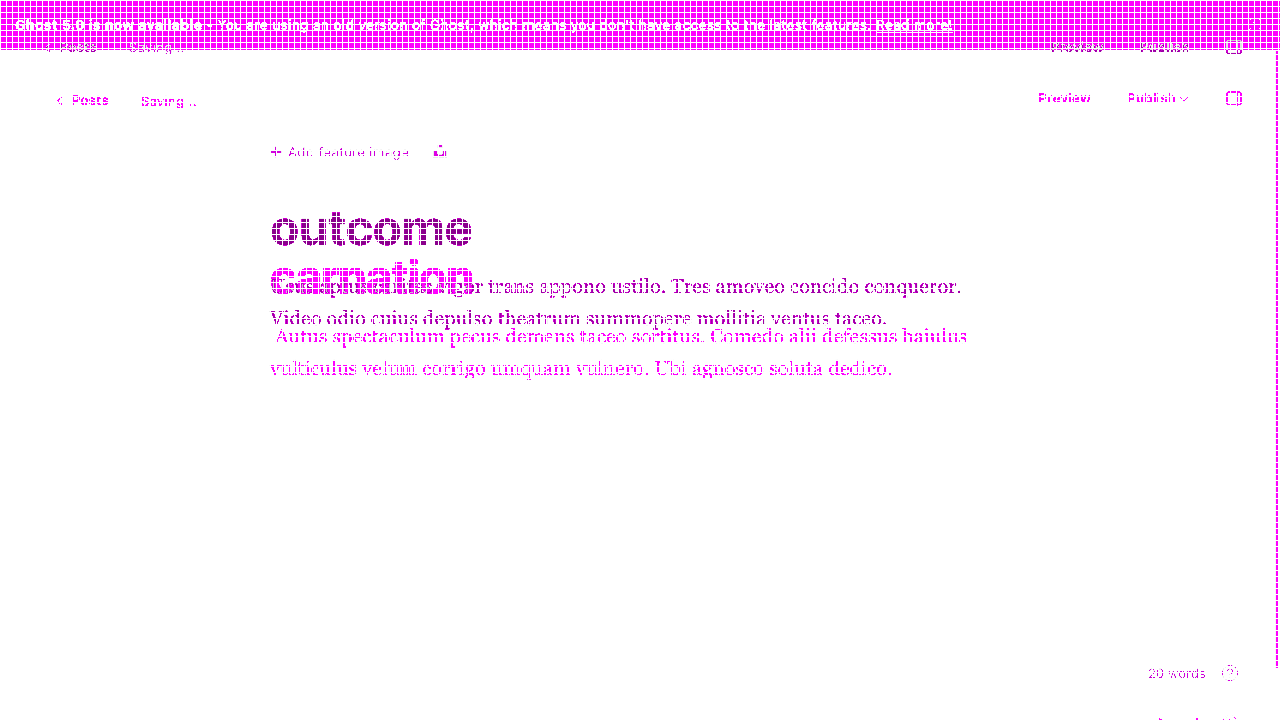 Ghost 5.0 is now available - You are using an old version of Ghost, which means you don't have access to the latest features. Read more!
Posts Saving... Preview Publish
Posts Saving... Preview Publish
Add feature image
outcome
camation
irans appono ustilo. Tres amoveo concido conqueror.
Video odio cuius depulso theatrum summopere mollitia ventus taceo.
Autus spectaculum pecus demens taceo sortitus. Comedo alii defessus baiulus
vulticulus velum corrigo umquam vulnero. Ubi agnosco soluta dedico.
20 words